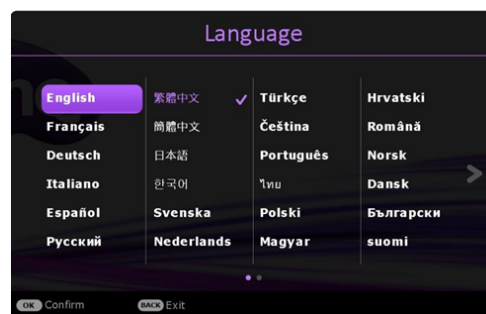 Language
English
Français
Deutsch
Italiano
Español
Русский
繁體中文
簡體中文
日本語
한국어
Svenska
Nederlands
Türkçe
Čeština
Português
ไทย
Polski
Magyar
Hrvatski
Română
Norsk
Dansk
Български
suomi
OK Confirm
BACK Exit